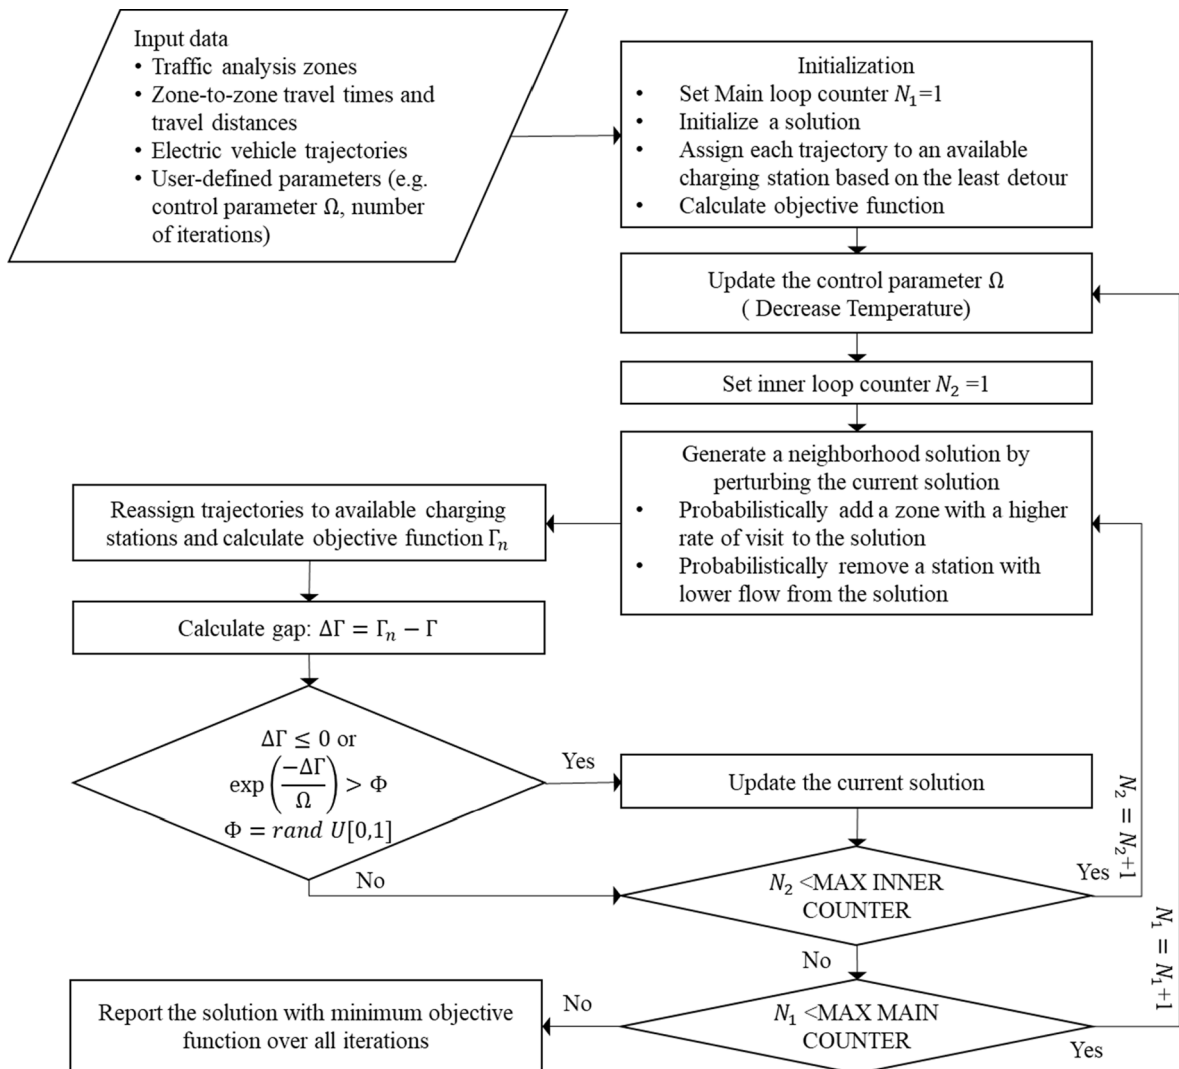 Input data
• Traffic analysis zones
• Zone-to-zone travel times and
travel distances
• Electric vehicle trajectories
• User-defined parameters (e.g.
control parameter Ω, number
of iterations)
Initialization
• Set Main loop counter N₁=1
• Initialize a solution
• Assign each trajectory to an available
charging station based on the least detour
• Calculate objective function
Update the control parameter Ω
( Decrease Temperature)
Set inner loop counter N₂ =1
Generate a neighborhood solution by
perturbing the current solution
• Probabilistically add a zone with a higher
rate of visit to the solution
• Probabilistically remove a station with
lower flow from the solution
Reassign trajectories to available charging
stations and calculate objective function Γₙ
Calculate gap: ΔΓ = Γₙ − Γ
ΔΓ ≤ 0 or
exp(−ΔΓ/Ω) > Φ
Φ = rand U[0,1]
Yes
Update the current solution
No
N₂ <MAX INNER
COUNTER
Yes
N₂ = N₂+1
No
N₁ <MAX MAIN
COUNTER
Yes
N₁ = N₁+1
No
Report the solution with minimum objective
function over all iterations